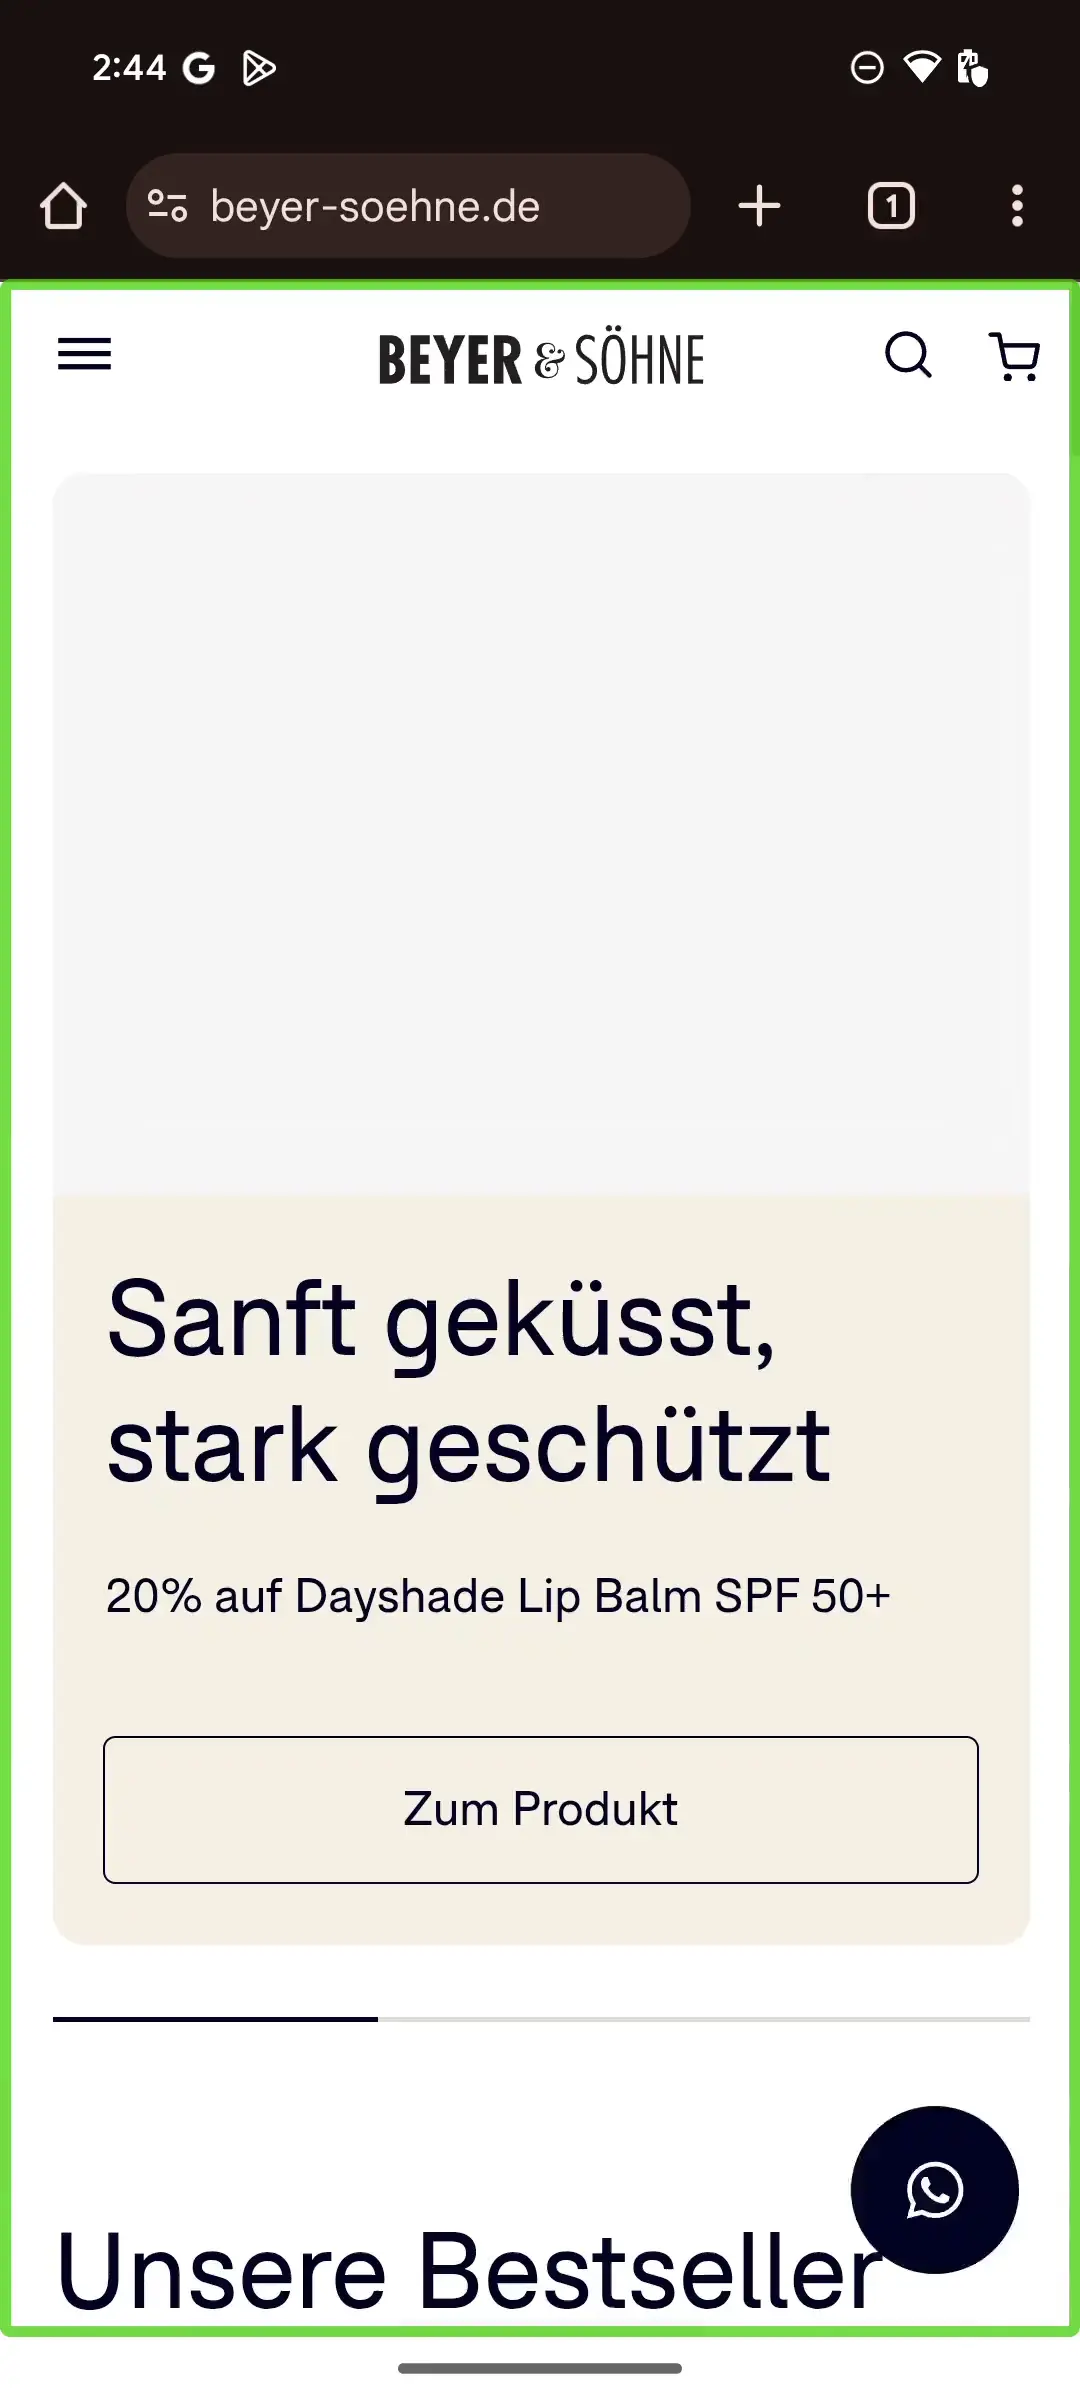 2:44
beyer-soehne.de
1
BEYER & SÖHNE
Sanft geküsst,
stark geschützt
20% auf Dayshade Lip Balm SPF 50+
Zum Produkt
Unsere Bestseller